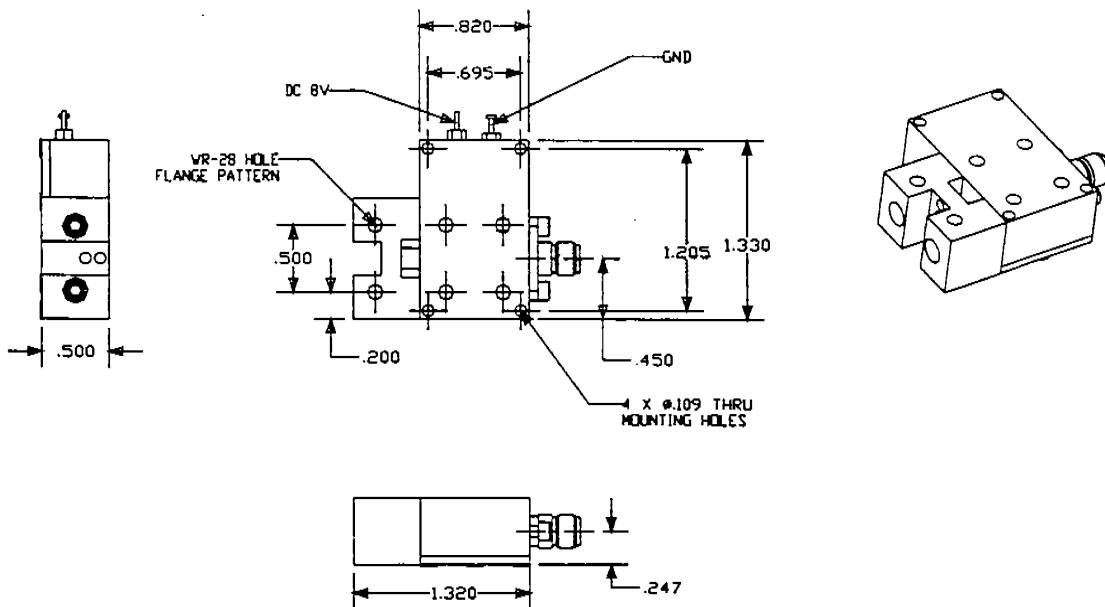 .820
.695
GND
DC 8V
WR-28 HOLE
FLANGE PATTERN
.500
1.205
1.330
.500
.200
.450
4 X ø.109 THRU
MOUNTING HOLES
1.320
.247